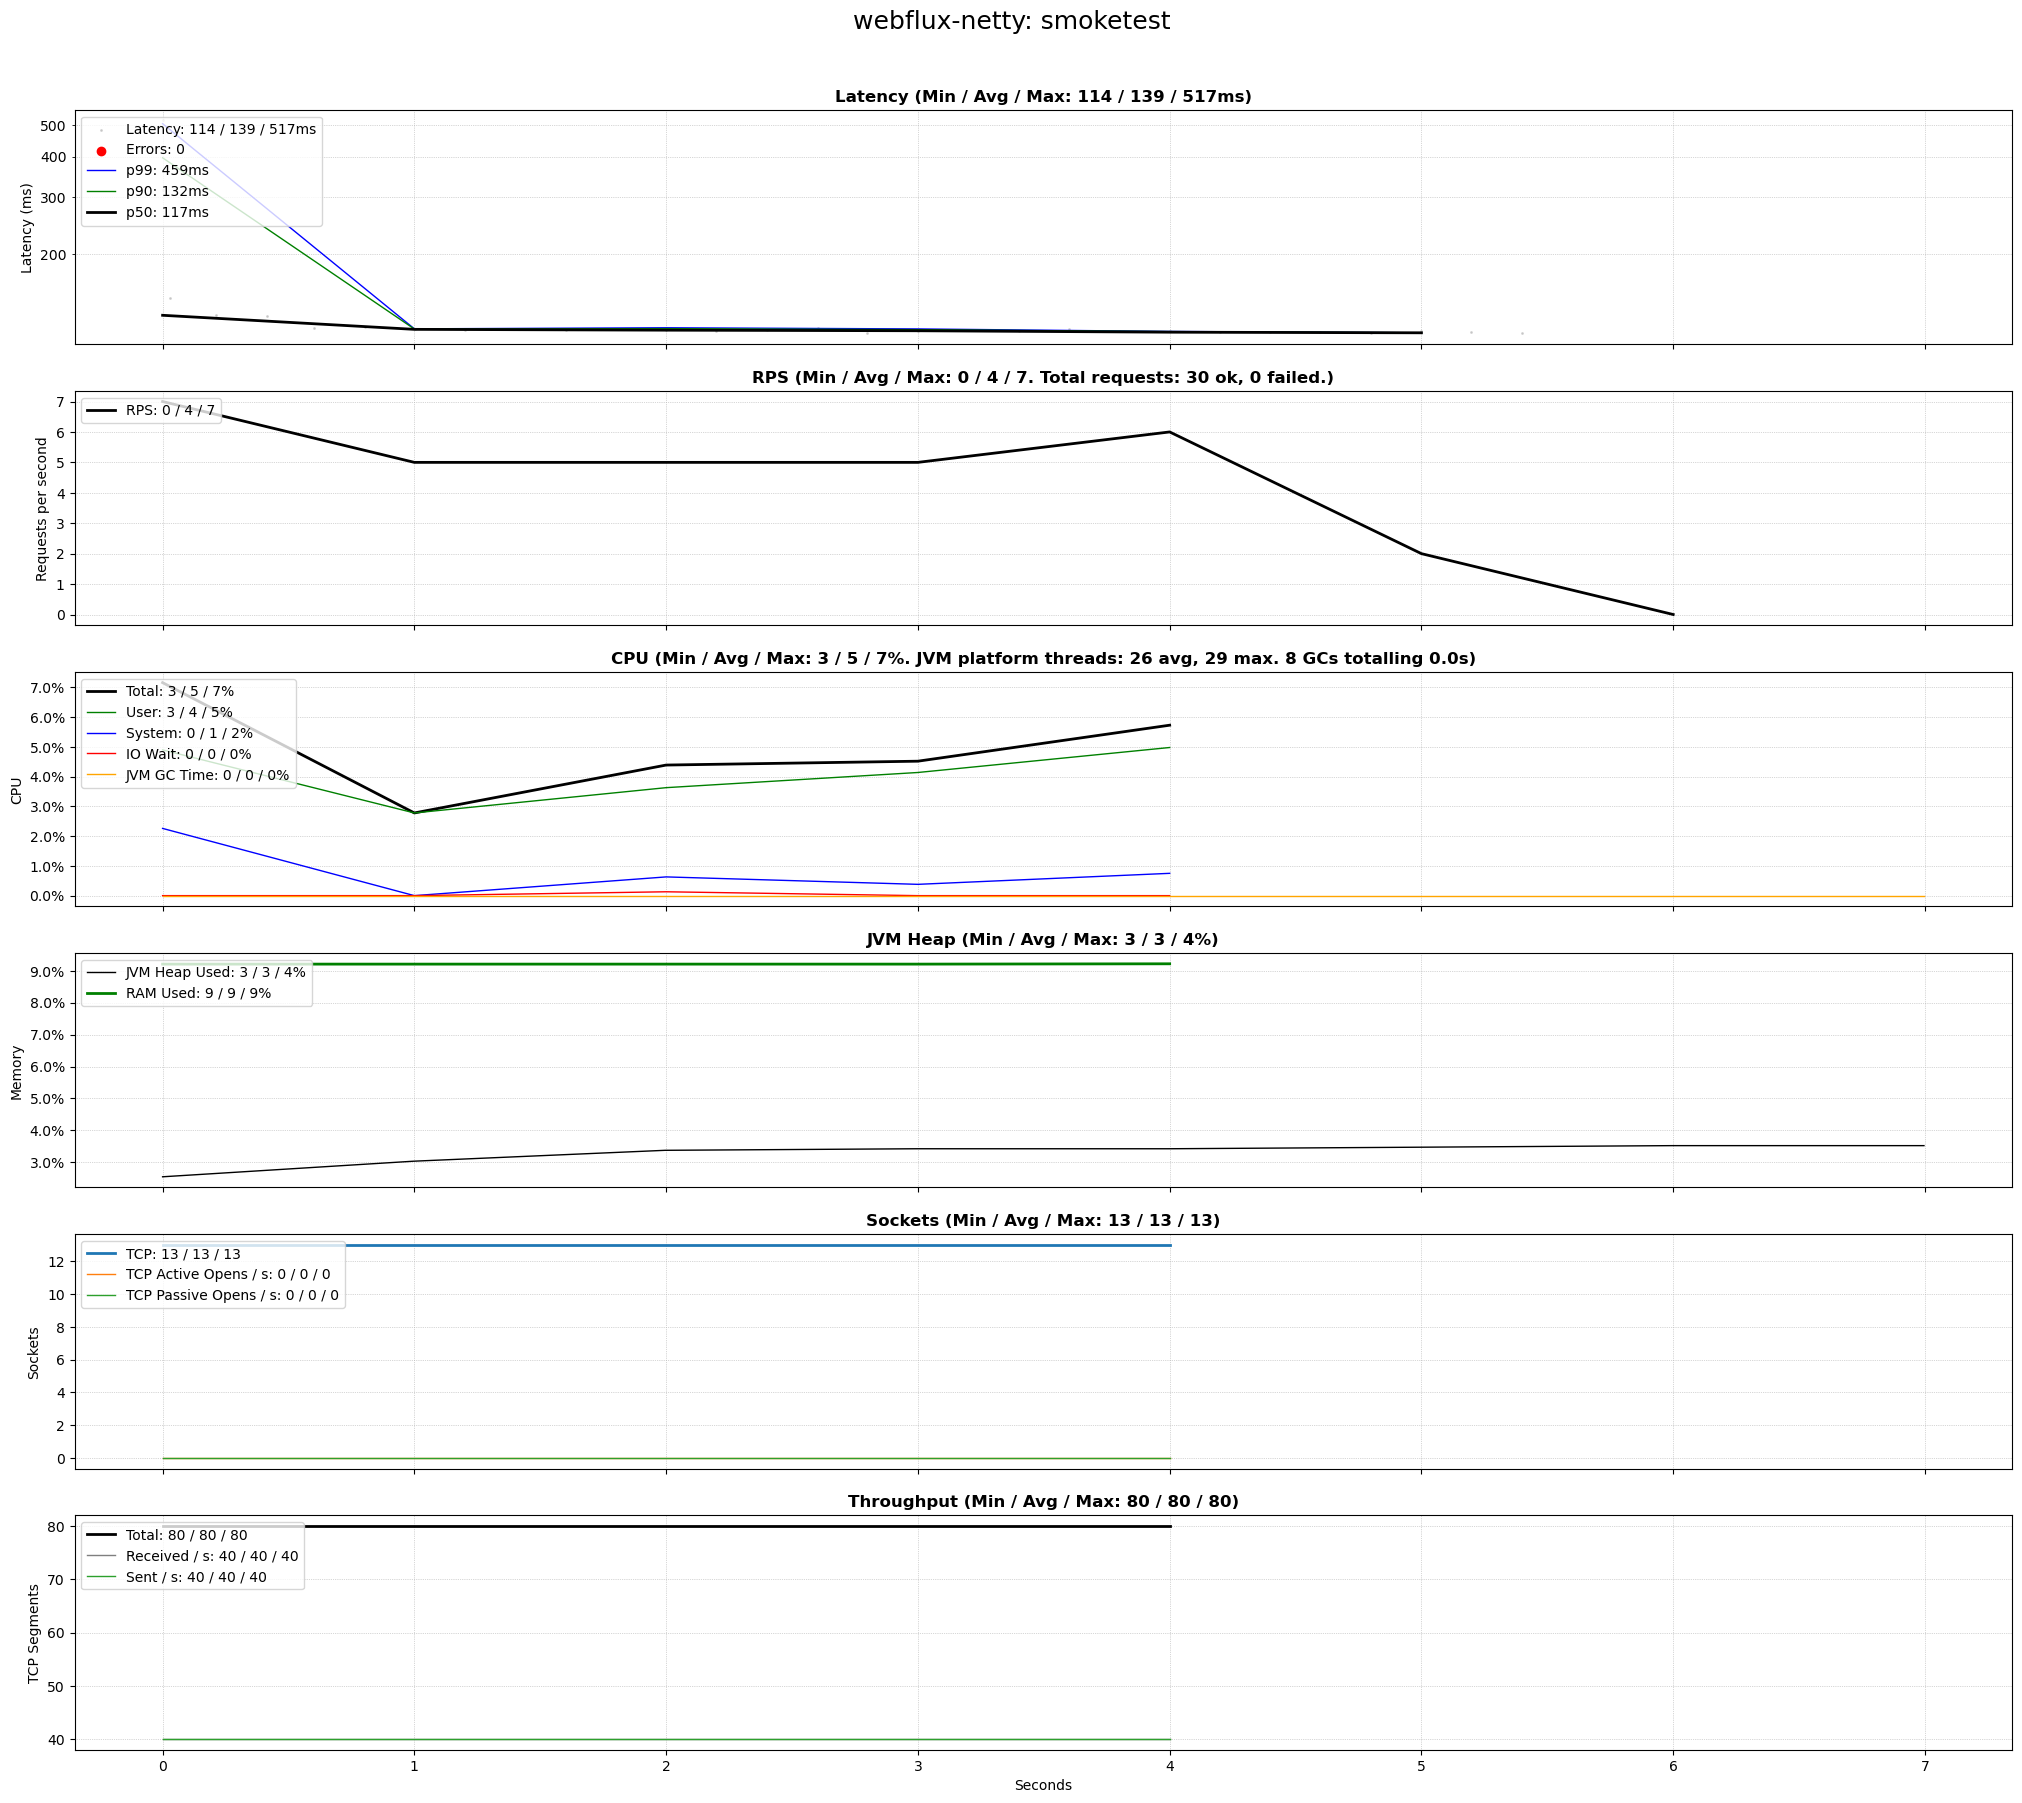 webflux-netty: smoketest
Latency (Min / Avg / Max: 114 / 139 / 517ms)
Latency (ms)
500
400
300
200
Latency: 114 / 139 / 517ms
Errors: 0
p99: 459ms
p90: 132ms
p50: 117ms
RPS (Min / Avg / Max: 0 / 4 / 7. Total requests: 30 ok, 0 failed.)
Requests per second
7
6
5
4
3
2
1
0
RPS: 0 / 4 / 7
CPU (Min / Avg / Max: 3 / 5 / 7%. JVM platform threads: 26 avg, 29 max. 8 GCs totalling 0.0s)
CPU
7.0%
6.0%
5.0%
4.0%
3.0%
2.0%
1.0%
0.0%
Total: 3 / 5 / 7%
User: 3 / 4 / 5%
System: 0 / 1 / 2%
IO Wait: 0 / 0 / 0%
JVM GC Time: 0 / 0 / 0%
JVM Heap (Min / Avg / Max: 3 / 3 / 4%)
Memory
9.0%
8.0%
7.0%
6.0%
5.0%
4.0%
3.0%
JVM Heap Used: 3 / 3 / 4%
RAM Used: 9 / 9 / 9%
Sockets (Min / Avg / Max: 13 / 13 / 13)
Sockets
12
10
8
6
4
2
0
TCP: 13 / 13 / 13
TCP Active Opens / s: 0 / 0 / 0
TCP Passive Opens / s: 0 / 0 / 0
Throughput (Min / Avg / Max: 80 / 80 / 80)
TCP Segments
80
70
60
50
40
Total: 80 / 80 / 80
Received / s: 40 / 40 / 40
Sent / s: 40 / 40 / 40
0 1 2 3 4 5 6 7
Seconds